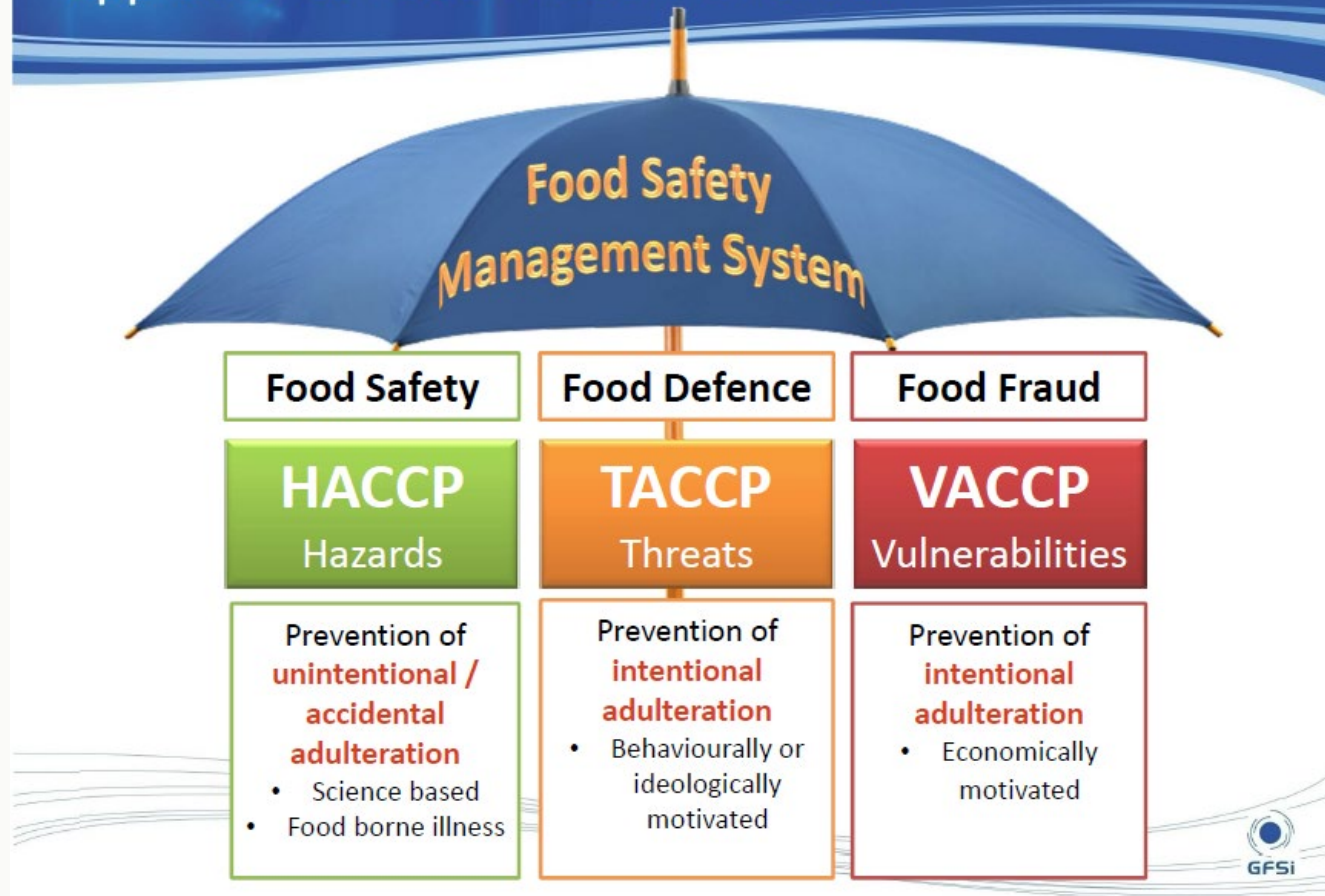 Food Safety
Management System
Food Safety
HACCP
Hazards
Prevention of
unintentional /
accidental
adulteration
• Science based
• Food borne illness
Food Defence
TACCP
Threats
Prevention of
intentional
adulteration
• Behaviourally or
ideologically
motivated
Food Fraud
VACCP
Vulnerabilities
Prevention of
intentional
adulteration
• Economically
motivated
GFSi